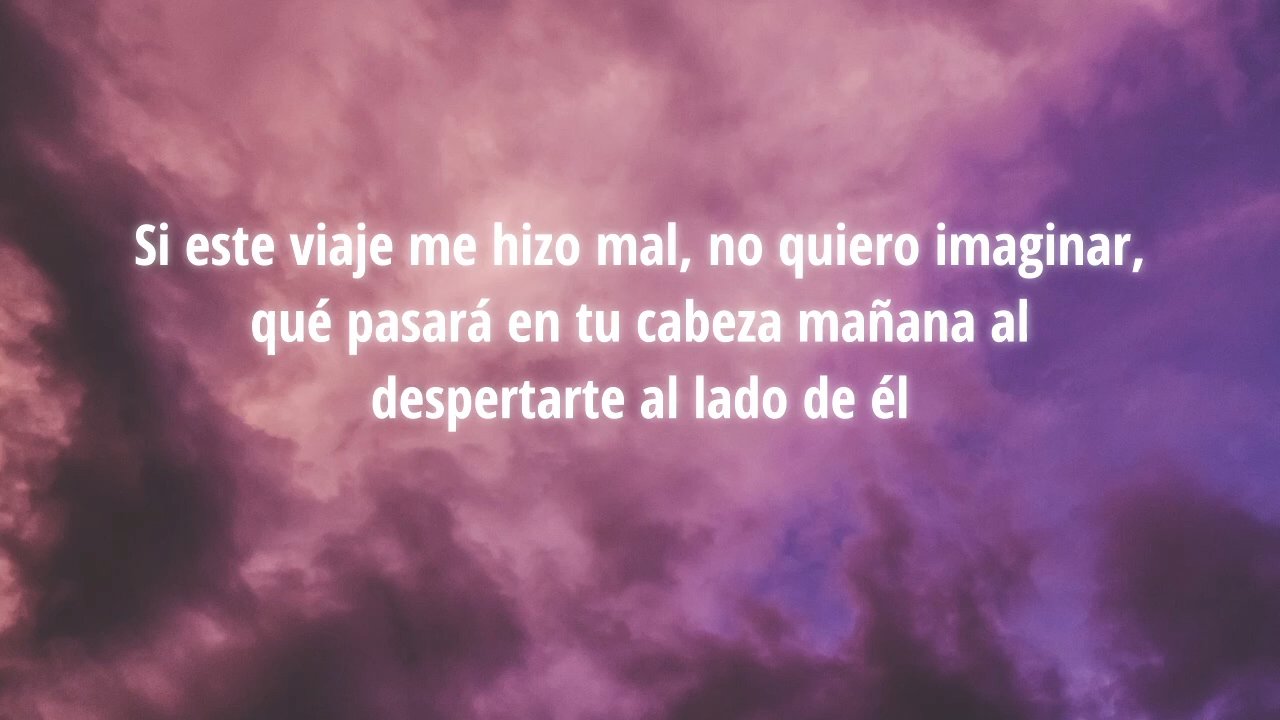 Si este viaje me hizo mal, no quiero imaginar,
qué pasará en tu cabeza mañana al
despertarte al lado de él